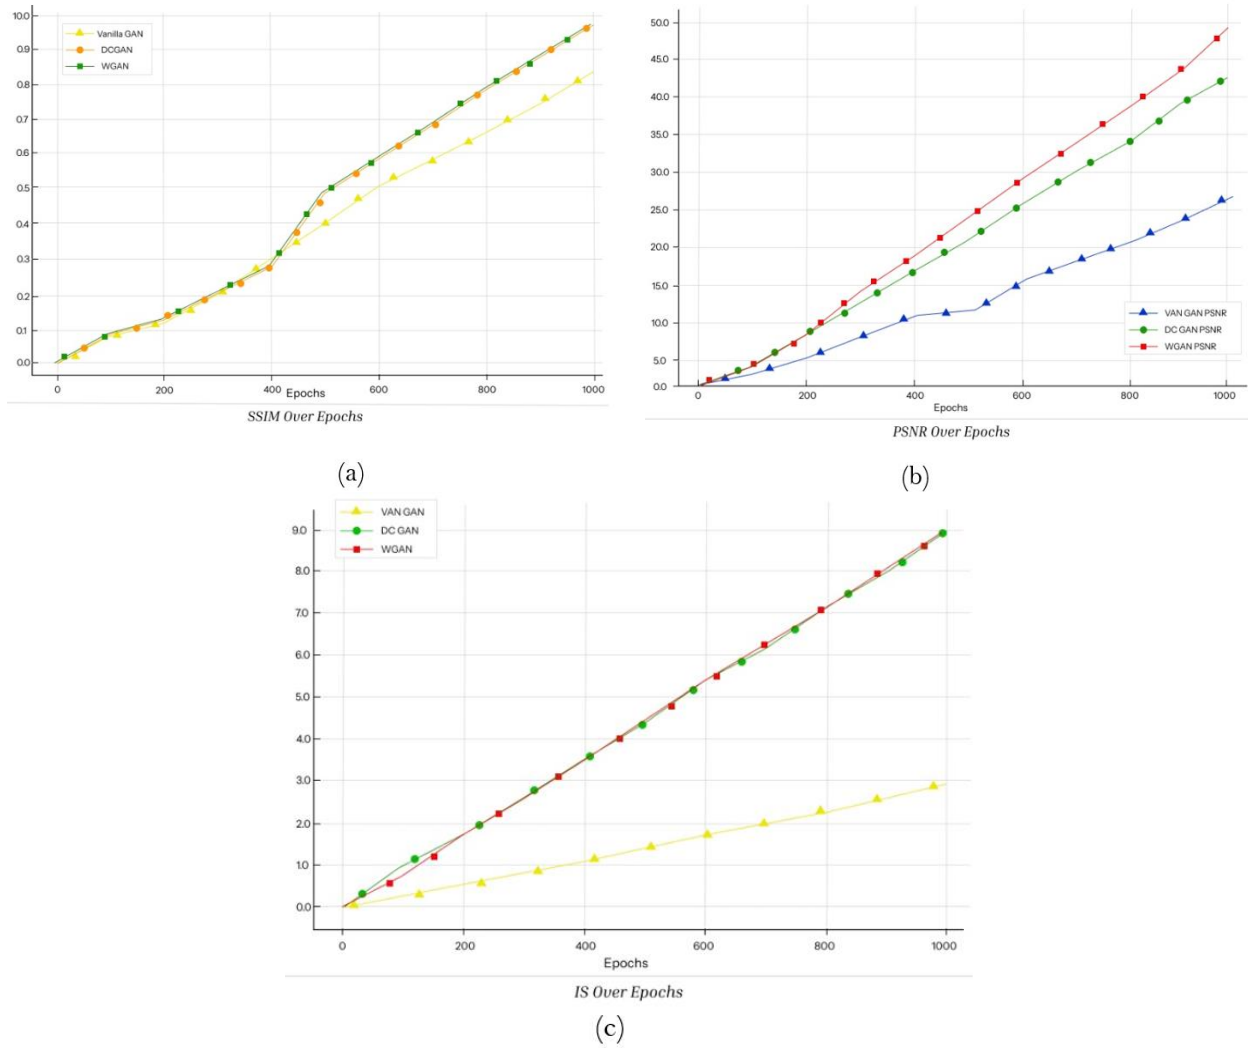 10.0
0.9
0.8
0.7
0.6
0.5
0.4
0.3
0.2
0.1
0.0
Vanilla GAN
DCGAN
WGAN
0 200 400 600 800 1000
Epochs
SSIM Over Epochs
(a)
50.0
45.0
40.0
35.0
30.0
25.0
20.0
15.0
10.0
5.0
0.0
VAN GAN PSNR
DC GAN PSNR
WGAN PSNR
0 200 400 600 800 1000
Epochs
PSNR Over Epochs
(b)
VAN GAN
DC GAN
WGAN
9.0
8.0
7.0
6.0
5.0
4.0
3.0
2.0
1.0
0.0
0 200 400 600 800 1000
Epochs
IS Over Epochs
(c)